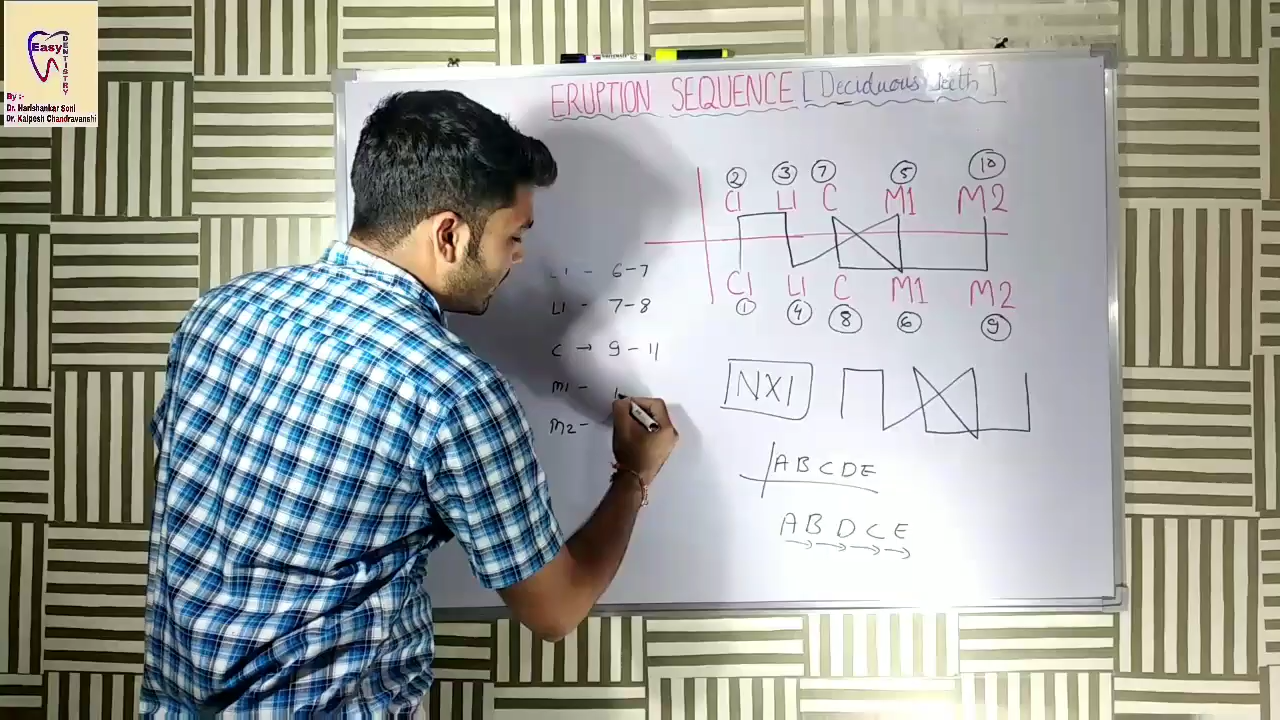 Easy
DENTISTRY
By :-
Dr. Harishankar Soni
Dr. Kalpesh Chandravanshi
ERUPTION SEQUENCE [Deciduous teeth]
2 3 7 5 10
CI LI C M1 M2
CI LI C M1 M2
1 4 8 6 9
6-7
LI - 7-8
C → 9-11
M1 -
M2 -
NXI
ABCDE
ABDCE